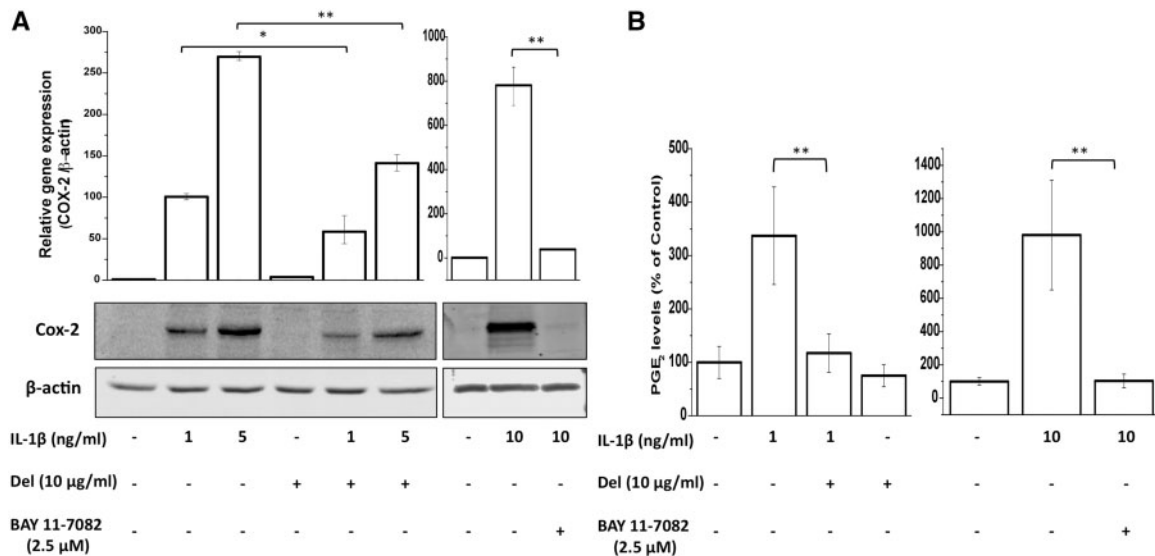 A
Relative gene expression
(COX-2 /β-actin)
300
250
200
150
100
50
0
*
**
1000
800
600
400
200
0
**
Cox-2
β-actin
IL-1β (ng/ml) - 1 5 - 1 5 - 10 10
Del (10 µg/ml) - - - + + + - - -
BAY 11-7082 - - - - - - - - +
(2.5 µM)
B
PGE2 levels (% of Control)
500
400
300
200
100
0
**
1400
1200
1000
800
600
400
200
0
**
IL-1β (ng/ml) - 1 1 - - 10 10
Del (10 µg/ml) - - + + - - -
BAY 11-7082 - - - - - - +
(2.5 µM)